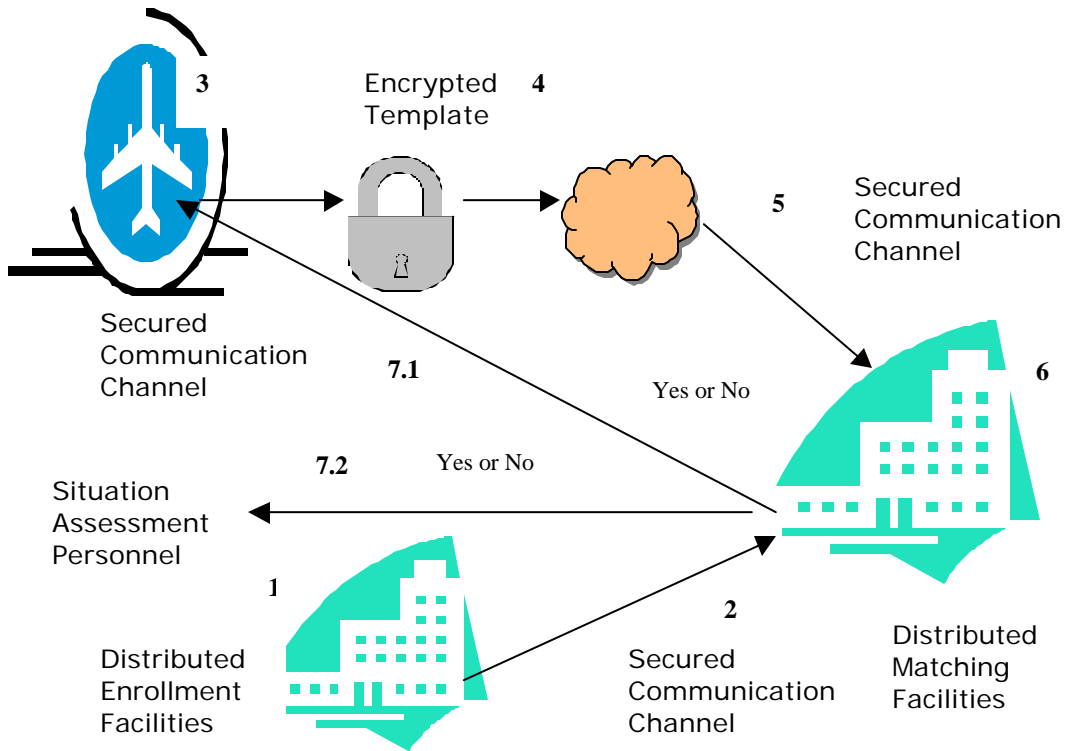 3
Encrypted
Template
4
Secured
Communication
Channel
5
Secured
Communication
Channel
7.1
Yes or No
6
7.2
Yes or No
Situation
Assessment
Personnel
1
2
Distributed
Enrollment
Facilities
Secured
Communication
Channel
Distributed
Matching
Facilities